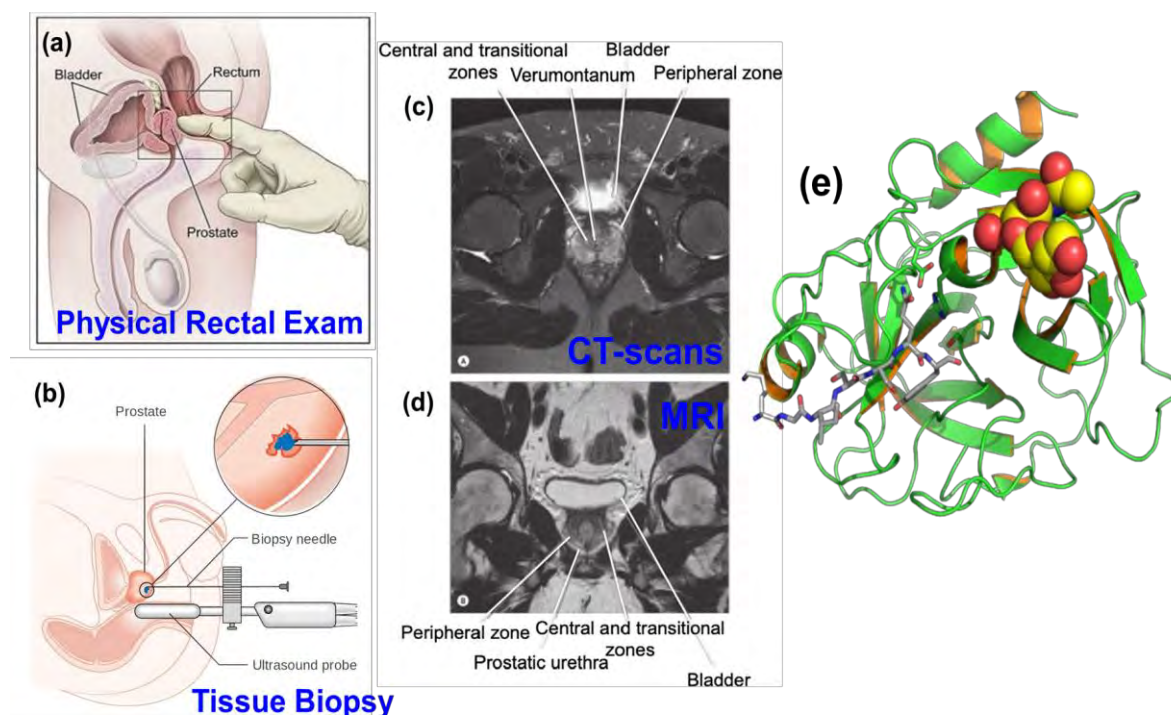 (a)
Bladder
Rectum
Prostate
Physical Rectal Exam
(b)
Prostate
Biopsy needle
Ultrasound probe
Tissue Biopsy
Central and transitional
zones
Verumontanum
Bladder
Peripheral zone
(c)
A
CT-scans
(d)
MRI
B
Peripheral zone
Prostatic urethra
Central and transitional
zones
Bladder
(e)